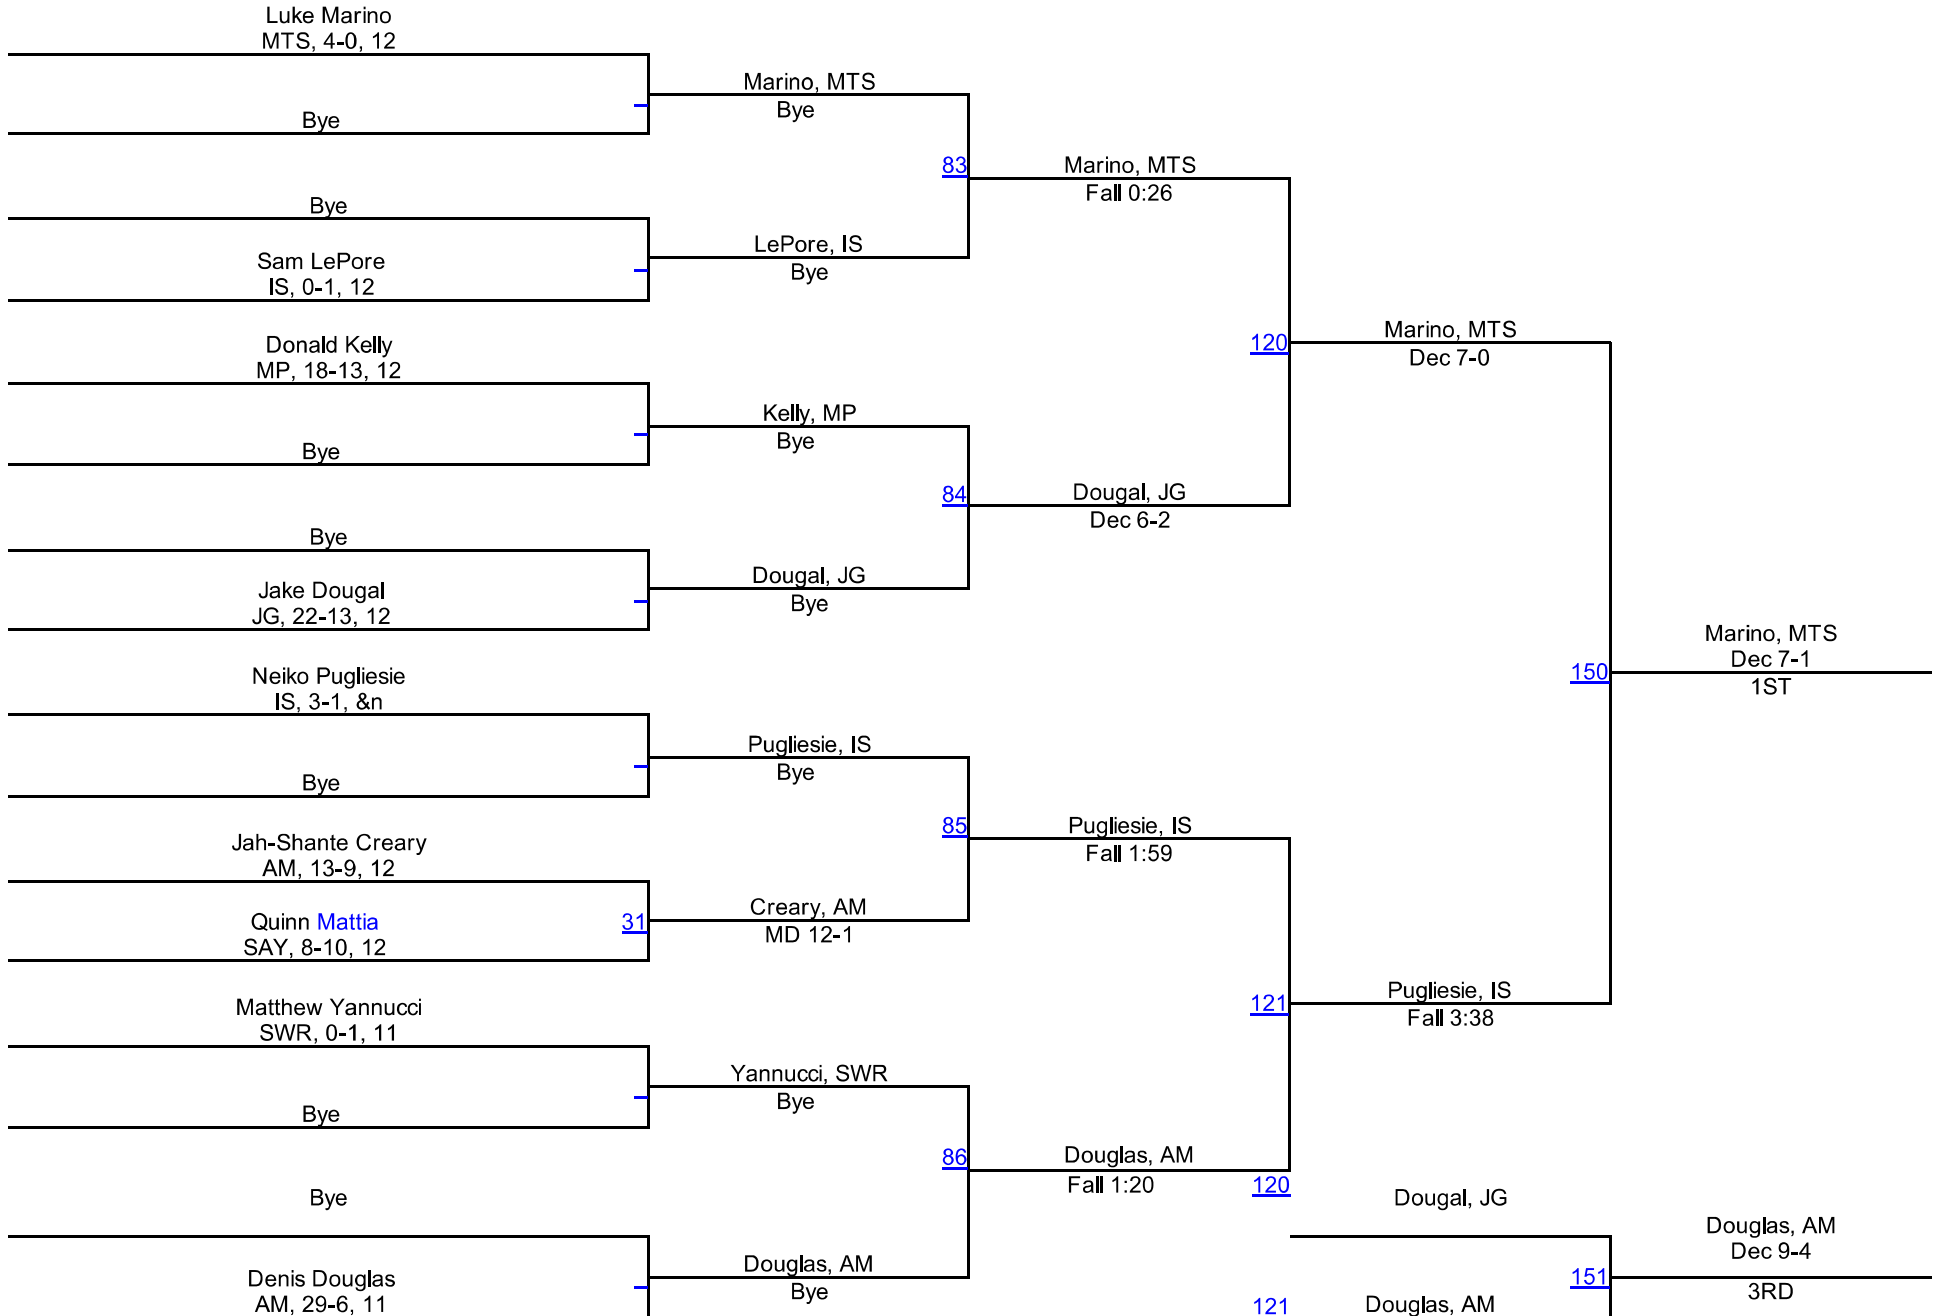 Luke Marino
MTS, 4-0, 12
Bye
Marino, MTS
Bye
Bye
Sam LePore
IS, 0-1, 12
LePore, IS
Bye
83
Marino, MTS
Fall 0:26
Donald Kelly
MP, 18-13, 12
Bye
Kelly, MP
Bye
Bye
Jake Dougal
JG, 22-13, 12
Dougal, JG
Bye
84
Dougal, JG
Dec 6-2
120
Marino, MTS
Dec 7-0
Neiko Pugliesie
IS, 3-1, &n
Bye
Pugliesie, IS
Bye
Jah-Shante Creary
AM, 13-9, 12
Quinn Mattia
SAY, 8-10, 12
31
Creary, AM
MD 12-1
85
Pugliesie, IS
Fall 1:59
Matthew Yannucci
SWR, 0-1, 11
Bye
Yannucci, SWR
Bye
Bye
Denis Douglas
AM, 29-6, 11
Douglas, AM
Bye
86
Douglas, AM
Fall 1:20
121
Pugliesie, IS
Fall 3:38
150
Marino, MTS
Dec 7-1
1ST
120
Dougal, JG
121
Douglas, AM
151
Douglas, AM
Dec 9-4
3RD